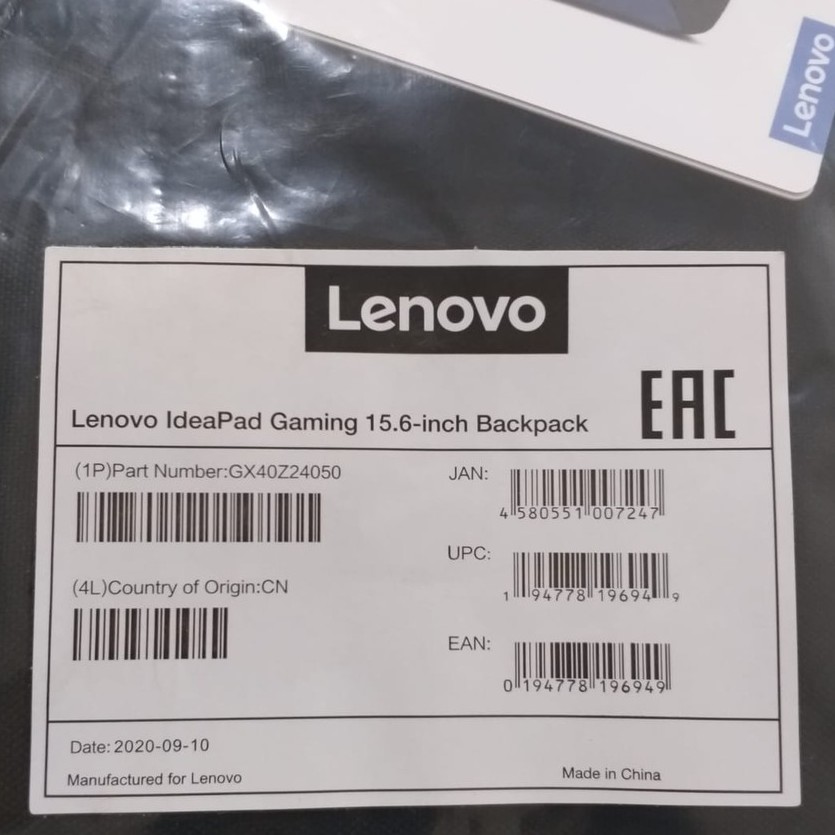 Lenovo
Lenovo
EAC
Lenovo IdeaPad Gaming 15.6-inch Backpack
(1P)Part Number:GX40Z24050
JAN:
4 580551 007247
(4L)Country of Origin:CN
UPC:
1 94778 19694 9
EAN:
0 194778 196949
Date: 2020-09-10
Manufactured for Lenovo
Made in China